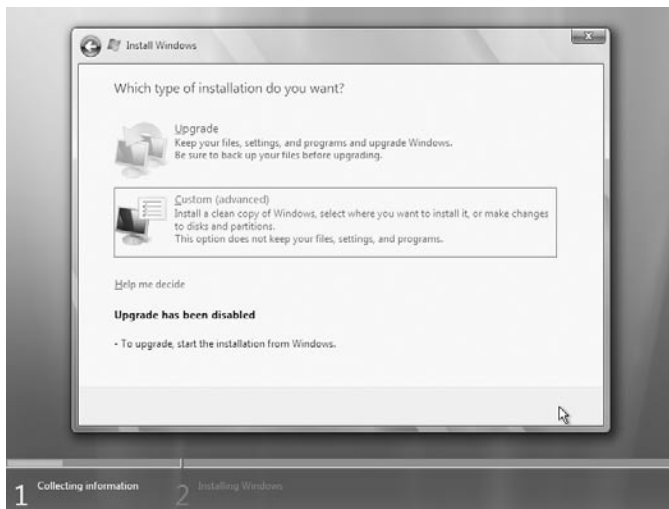 Install Windows
Which type of installation do you want?
Upgrade
Keep your files, settings, and programs and upgrade Windows.
Be sure to back up your files before upgrading.
Custom (advanced)
Install a clean copy of Windows, select where you want to install it, or make changes
to disks and partitions.
This option does not keep your files, settings, and programs.
Help me decide
Upgrade has been disabled
• To upgrade, start the installation from Windows.
1 Collecting information 2 Installing Windows